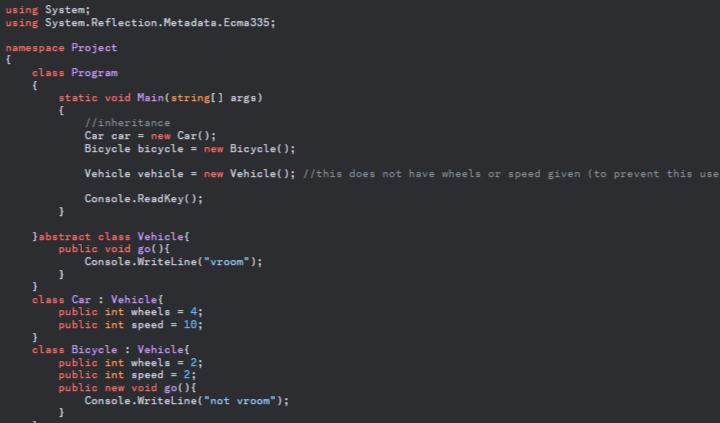 using System;
using System.Reflection.Metadata.Ecma335;

namespace Project
{
    class Program
    {
        static void Main(string[] args)
        {
            //inheritance
            Car car = new Car();
            Bicycle bicycle = new Bicycle();

            Vehicle vehicle = new Vehicle(); //this does not have wheels or speed given (to prevent this use

            Console.ReadKey();
        }

    }abstract class Vehicle{
        public void go(){
            Console.WriteLine("vroom");
        }
    }
    class Car : Vehicle{
        public int wheels = 4;
        public int speed = 10;
    }
    class Bicycle : Vehicle{
        public int wheels = 2;
        public int speed = 2;
        public new void go(){
            Console.WriteLine("not vroom");
        }